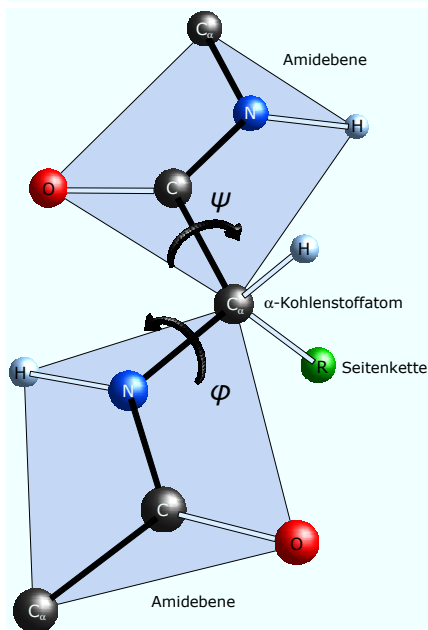 Cα
Amidebene
N
H
O
C
ψ
H
Cα
α-Kohlenstoffatom
H
R
Seitenkette
N
φ
C
O
Cα
Amidebene